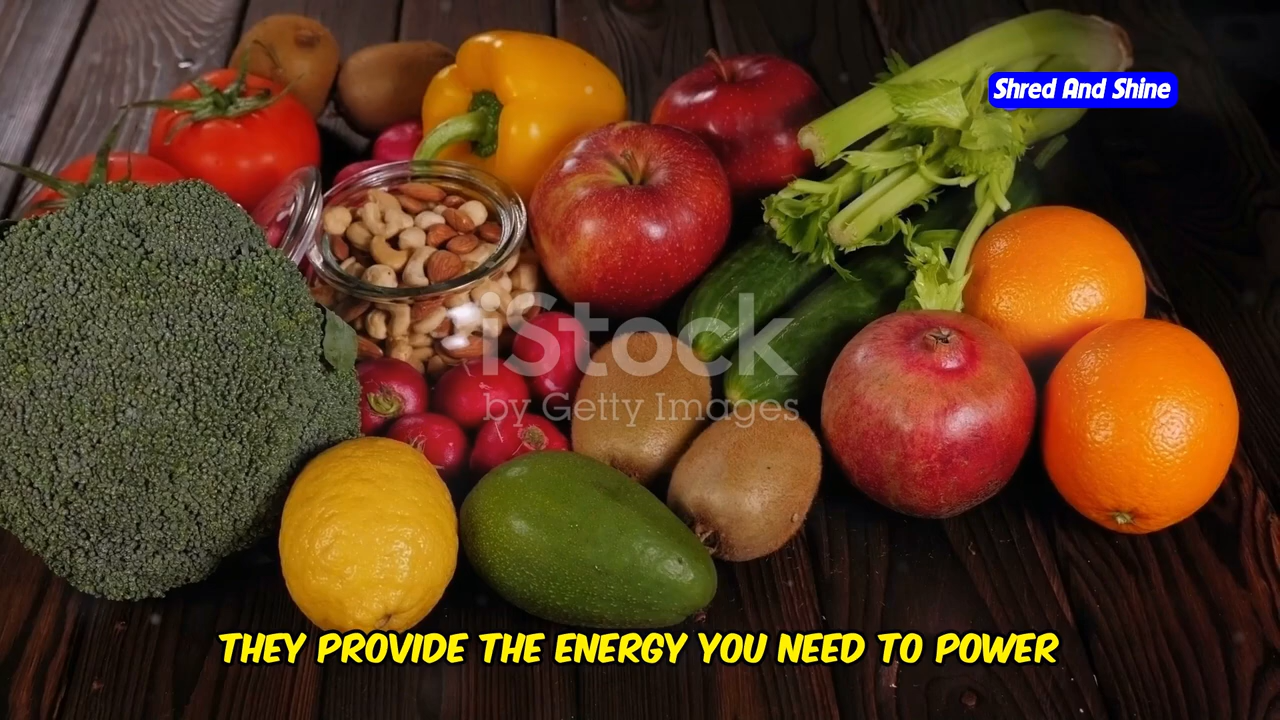 Shred And Shine
iStock
by Getty Images
THEY PROVIDE THE ENERGY YOU NEED TO POWER